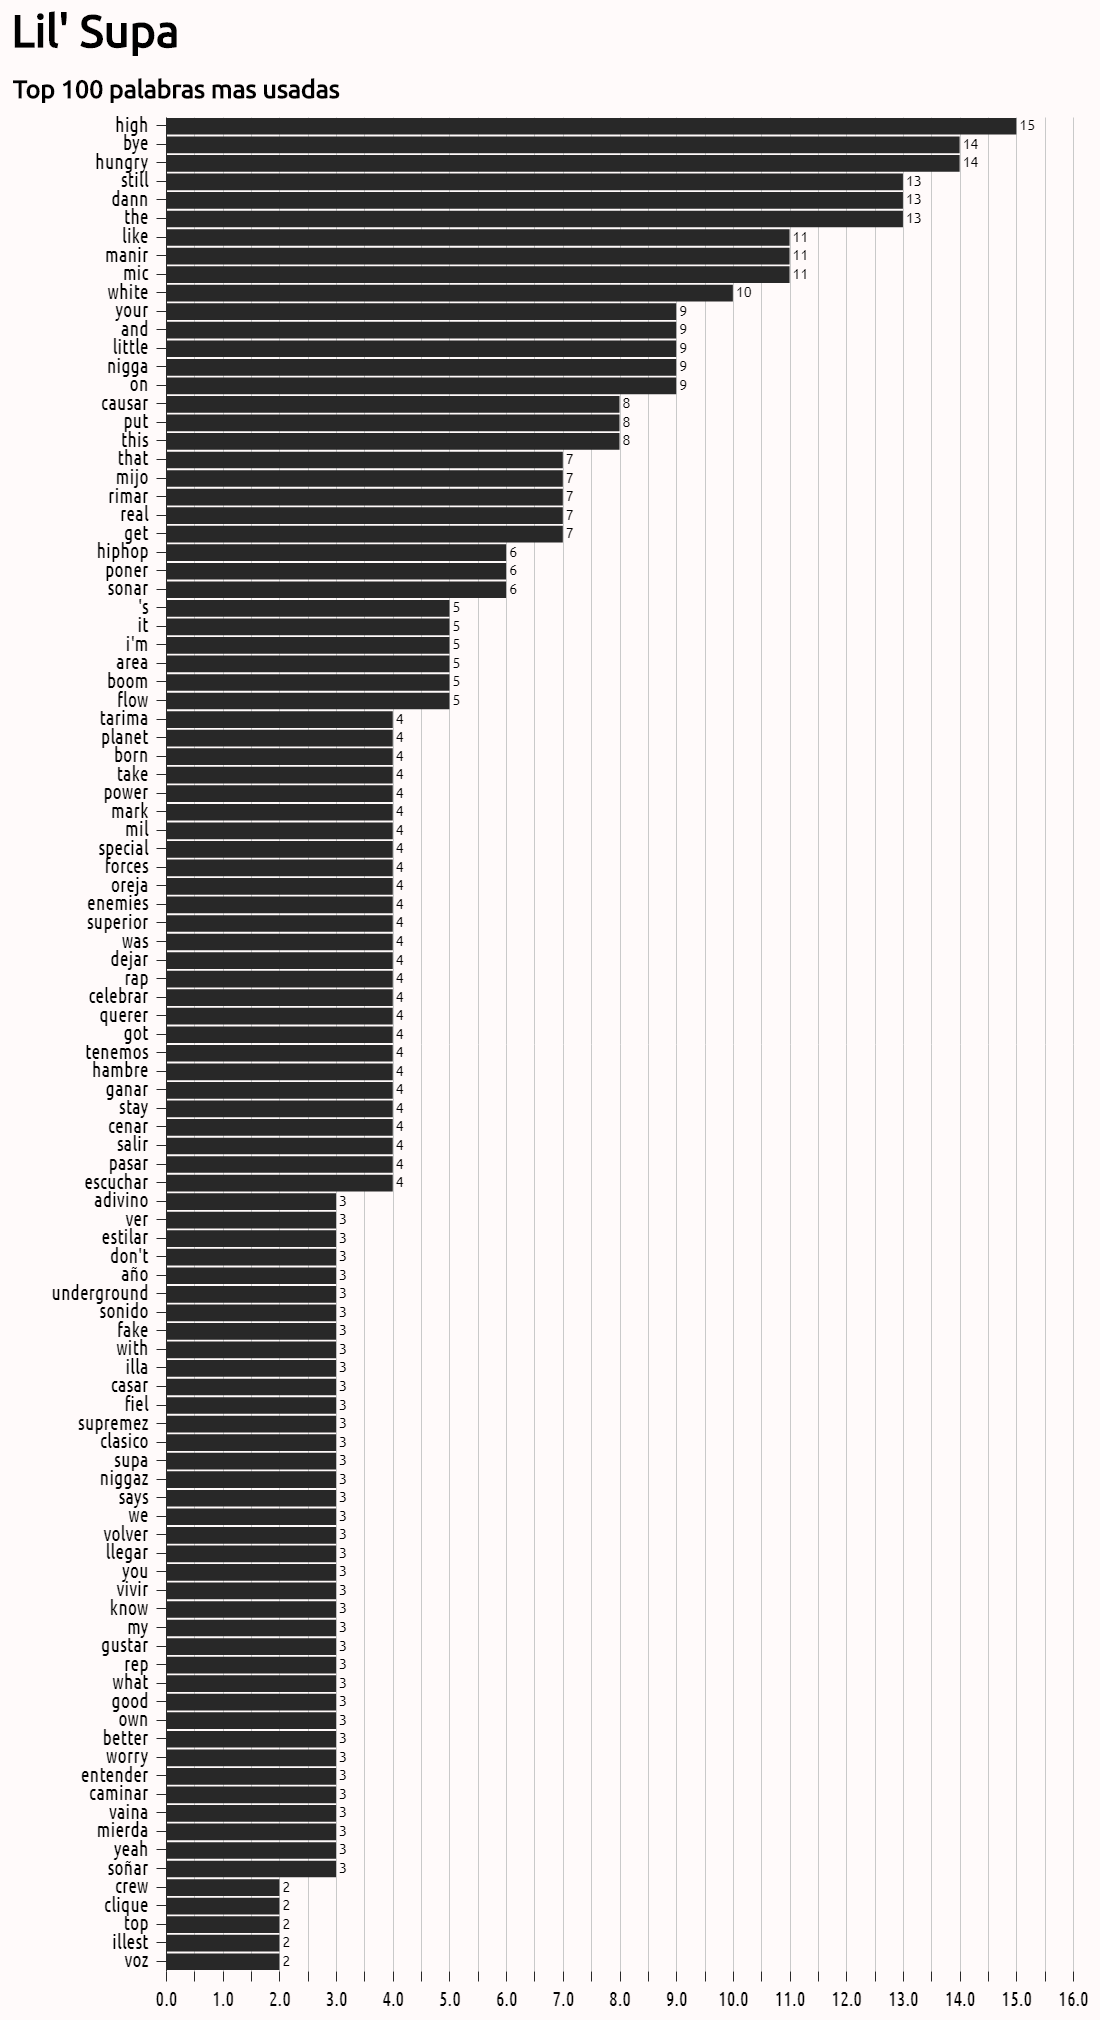 Lil' Supa
Top 100 palabras mas usadas
high 15
bye 14
hungry 14
still 13
dann 13
the 13
like 11
manir 11
mic 11
white 10
your 9
and 9
little 9
nigga 9
on 9
causar 8
put 8
this 8
that 7
mijo 7
rimar 7
real 7
get 7
hiphop 6
poner 6
sonar 6
's 5
it 5
i'm 5
area 5
boom 5
flow 5
tarima 4
planet 4
born 4
take 4
power 4
mark 4
mil 4
special 4
forces 4
oreja 4
enemies 4
superior 4
was 4
dejar 4
rap 4
celebrar 4
querer 4
got 4
tenemos 4
hambre 4
ganar 4
stay 4
cenar 4
salir 4
pasar 4
escuchar 4
adivino 3
ver 3
estilar 3
don't 3
año 3
underground 3
sonido 3
fake 3
with 3
illa 3
casar 3
fiel 3
supremez 3
clasico 3
supa 3
niggaz 3
says 3
we 3
volver 3
llegar 3
you 3
vivir 3
know 3
my 3
gustar 3
rep 3
what 3
good 3
own 3
better 3
worry 3
entender 3
caminar 3
vaina 3
mierda 3
yeah 3
soñar 3
crew 2
clique 2
top 2
illest 2
voz 2
0.0 1.0 2.0 3.0 4.0 5.0 6.0 7.0 8.0 9.0 10.0 11.0 12.0 13.0 14.0 15.0 16.0